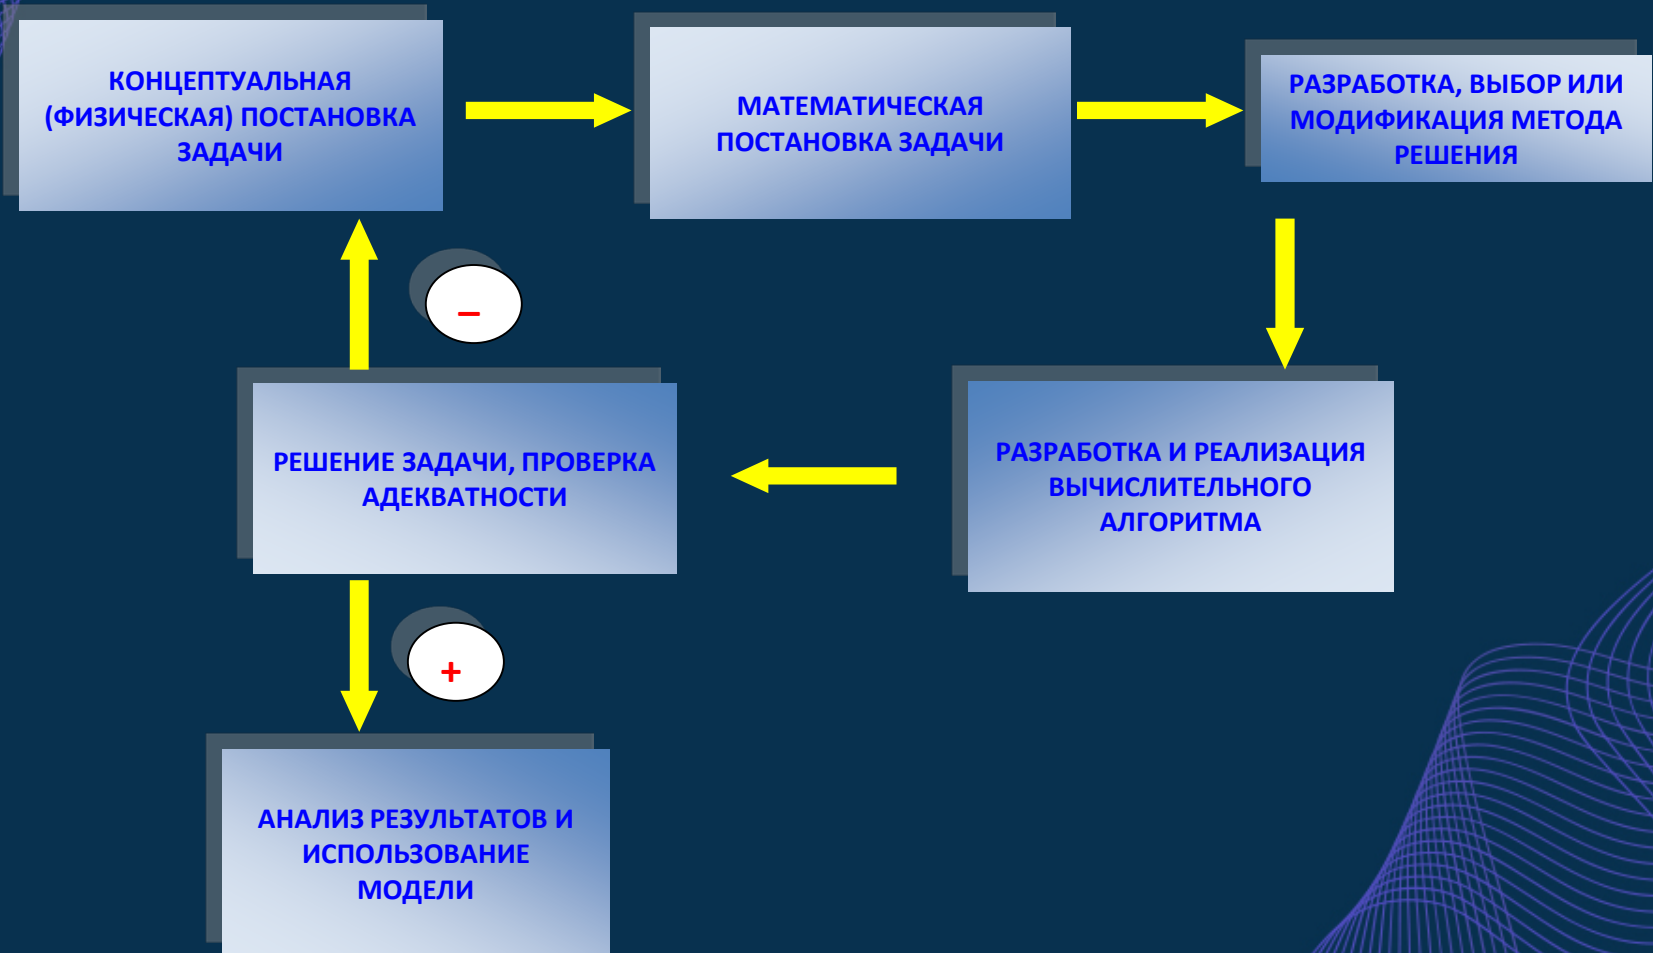 КОНЦЕПТУАЛЬНАЯ
(ФИЗИЧЕСКАЯ) ПОСТАНОВКА
ЗАДАЧИ
МАТЕМАТИЧЕСКАЯ
ПОСТАНОВКА ЗАДАЧИ
РАЗРАБОТКА, ВЫБОР ИЛИ
МОДИФИКАЦИЯ МЕТОДА
РЕШЕНИЯ
–
РЕШЕНИЕ ЗАДАЧИ, ПРОВЕРКА
АДЕКВАТНОСТИ
РАЗРАБОТКА И РЕАЛИЗАЦИЯ
ВЫЧИСЛИТЕЛЬНОГО
АЛГОРИТМА
+
АНАЛИЗ РЕЗУЛЬТАТОВ И
ИСПОЛЬЗОВАНИЕ
МОДЕЛИ